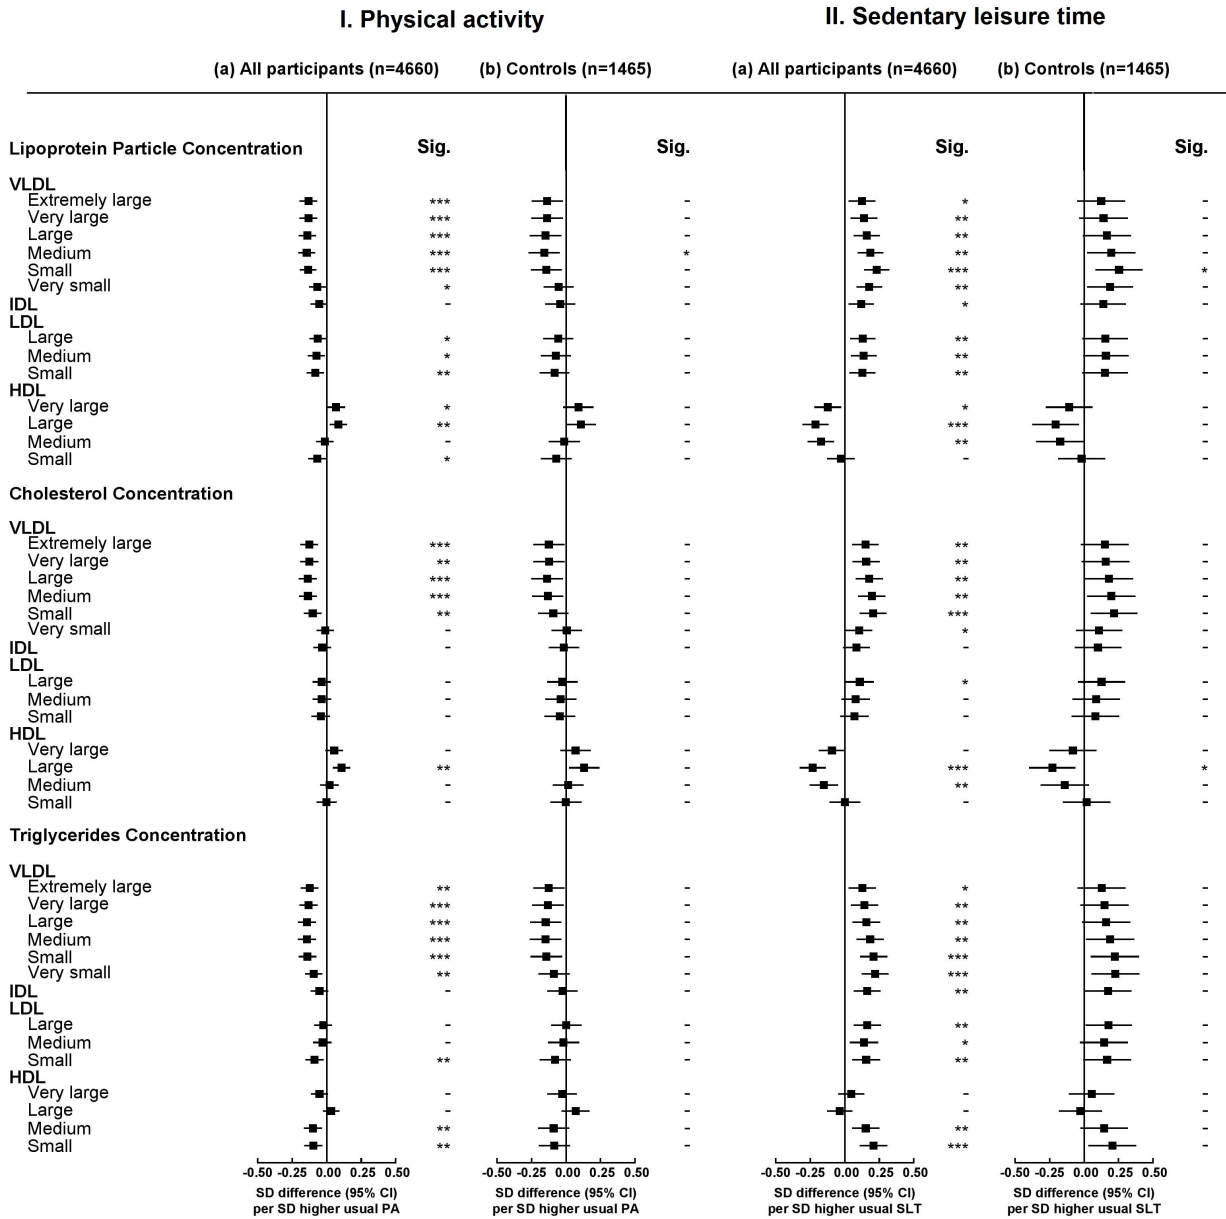 I. Physical activity II. Sedentary leisure time
(a) All participants (n=4660) (b) Controls (n=1465) (a) All participants (n=4660) (b) Controls (n=1465)
Lipoprotein Particle Concentration Sig. Sig. Sig. Sig.
VLDL
Extremely large *** - * -
Very large *** - ** -
Large *** - ** -
Medium *** * ** -
Small *** - *** *
Very small * - ** -
IDL - - * -
LDL
Large * - ** -
Medium * - ** -
Small ** - ** -
HDL
Very large * - * -
Large ** - *** -
Medium - - ** -
Small * - - -
Cholesterol Concentration
VLDL
Extremely large *** - ** -
Very large ** - ** -
Large *** - ** -
Medium *** - ** -
Small ** - *** -
Very small - - * -
IDL - - - -
LDL
Large - - * -
Medium - - - -
Small - - - -
HDL
Very large - - - -
Large ** - *** *
Medium - - ** -
Small - - - -
Triglycerides Concentration
VLDL
Extremely large ** - * -
Very large *** - ** -
Large *** - ** -
Medium *** - ** -
Small *** - *** -
Very small ** - *** -
IDL - - ** -
LDL
Large - - ** -
Medium - - * -
Small ** - ** -
HDL
Very large - - - -
Large - - - -
Medium ** - ** -
Small ** - *** -
-0.50 -0.25 0.00 0.25 0.50 -0.50 -0.25 0.00 0.25 0.50 -0.50 -0.25 0.00 0.25 0.50 -0.50 -0.25 0.00 0.25 0.50
SD difference (95% CI) SD difference (95% CI) SD difference (95% CI) SD difference (95% CI)
per SD higher usual PA per SD higher usual PA per SD higher usual SLT per SD higher usual SLT